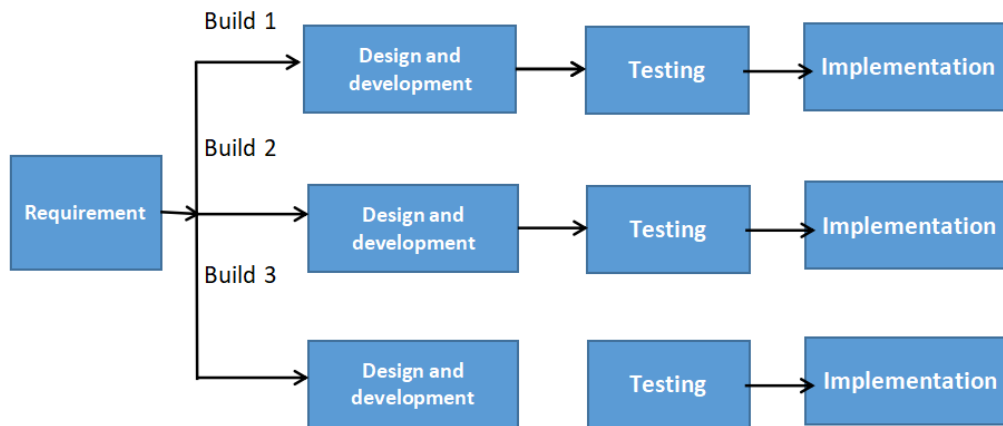 Build 1
Design and
development
Testing
Implementation
Build 2
Requirement
Design and
development
Testing
Implementation
Build 3
Design and
development
Testing
Implementation